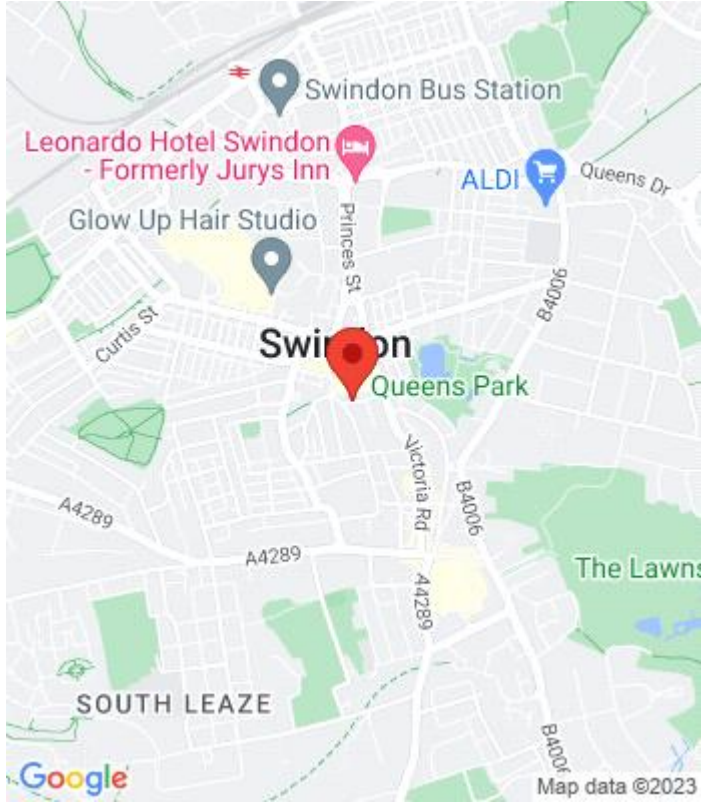 Swindon Bus Station
Leonardo Hotel Swindon
- Formerly Jurys Inn
ALDI
Queens Dr
Princes St
Glow Up Hair Studio
B4006
Curtis St
Queens Park
Victoria Rd
B4006
A4289
A4289
The Lawns
A4289
SOUTH LEAZE
B4006
Google
Map data ©2023